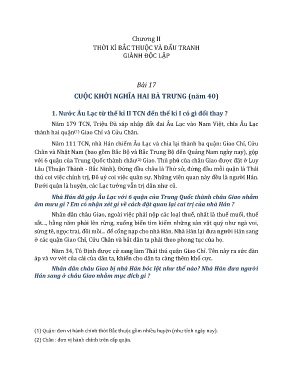 Chương II
THỜI KÌ BẮC THUỘC VÀ ĐẤU TRANH
GIÀNH ĐỘC LẬP
Bài 17
CUỘC KHỞI NGHĨA HAI BÀ TRƯNG (năm 40)
1. Nước Âu Lạc từ thế kỉ II TCN đến thế kỉ I có gì đổi thay ?
Năm 179 TCN, Triệu Đà sáp nhập đất đai Âu Lạc vào Nam Việt, chia Âu Lạc
thành hai quận(1) Giao Chỉ và Cửu Chân.
Năm 111 TCN, nhà Hán chiếm Âu Lạc và chia lại thành ba quận: Giao Chỉ, Cửu
Chân và Nhật Nam (bao gồm Bắc Bộ và Bắc Trung Bộ đến Quảng Nam ngày nay), gộp
với 6 quận của Trung Quốc thành châu(2) Giao. Thủ phủ của châu Giao được đặt ở Luy
Lâu (Thuận Thành - Bắc Ninh). Đứng đầu châu là Thứ sử, đứng đầu mỗi quận là Thái
thú coi việc chính trị, Đô uý coi việc quân sự. Những viên quan này đều là người Hán.
Dưới quận là huyện, các Lạc tướng vẫn trị dân như cũ.
Nhà Hán đã gộp Âu Lạc với 6 quận của Trung Quốc thành châu Giao nhằm
âm mưu gì ? Em có nhận xét gì về cách đặt quan lại cai trị của nhà Hán ?
Nhân dân châu Giao, ngoài việc phải nộp các loại thuế, nhất là thuế muối, thuế
sắt..., hằng năm phải lên rừng, xuống biển tìm kiếm những sản vật quý như ngà voi,
sừng tê, ngọc trai, đồi mồi... để cống nạp cho nhà Hán. Nhà Hán lại đưa người Hán sang
ở các quận Giao Chỉ, Cửu Chân và bắt dân ta phải theo phong tục của họ.
Năm 34, Tô Định được cử sang làm Thái thú quận Giao Chỉ. Tên này ra sức đàn
áp và vơ vét của cải của dân ta, khiến cho dân ta càng thêm khổ cực.
Nhân dân châu Giao bị nhà Hán bóc lột như thế nào? Nhà Hán đưa người
Hán sang ở châu Giao nhằm mục đích gì ?
(1) Quận: đơn vị hành chính thời Bắc thuộc gồm nhiều huyện (như tỉnh ngày nay).
(2) Châu : đơn vị hành chính trên cấp quận.